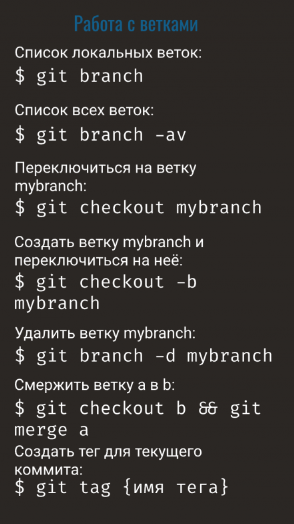 Работа с ветками
Список локальных веток:
$ git branch
Список всех веток:
$ git branch -av
Переключиться на ветку
mybranch:
$ git checkout mybranch
Создать ветку mybranch и
переключиться на неё:
$ git checkout -b
mybranch
Удалить ветку mybranch:
$ git branch -d mybranch
Смержить ветку a в b:
$ git checkout b && git
merge a
Создать тег для текущего
коммита:
$ git tag {имя тега}